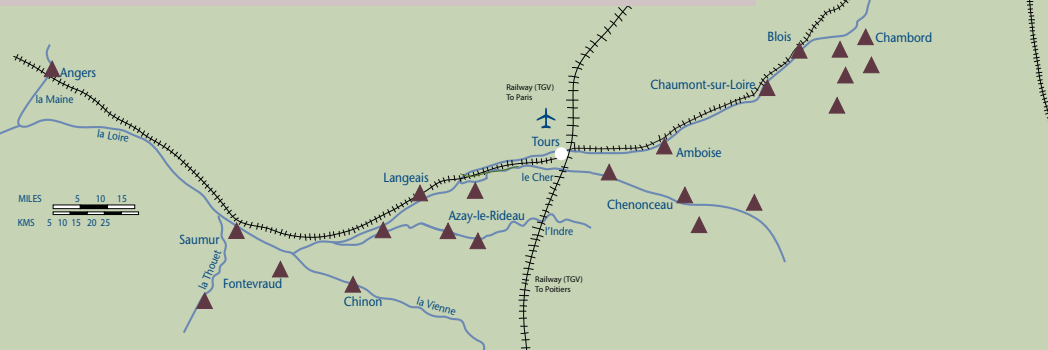 Blois
Chambord
Angers
Chaumont-sur-Loire
Railway (TGV)
To Paris
la Maine
la Loire
Tours
Amboise
le Cher
Langeais
MILES 5 10 15
KMS 5 10 15 20 25
Chenonceau
Azay-le-Rideau
l'Indre
Saumur
la Thouet
Fontevraud
Railway (TGV)
To Poitiers
Chinon
la Vienne